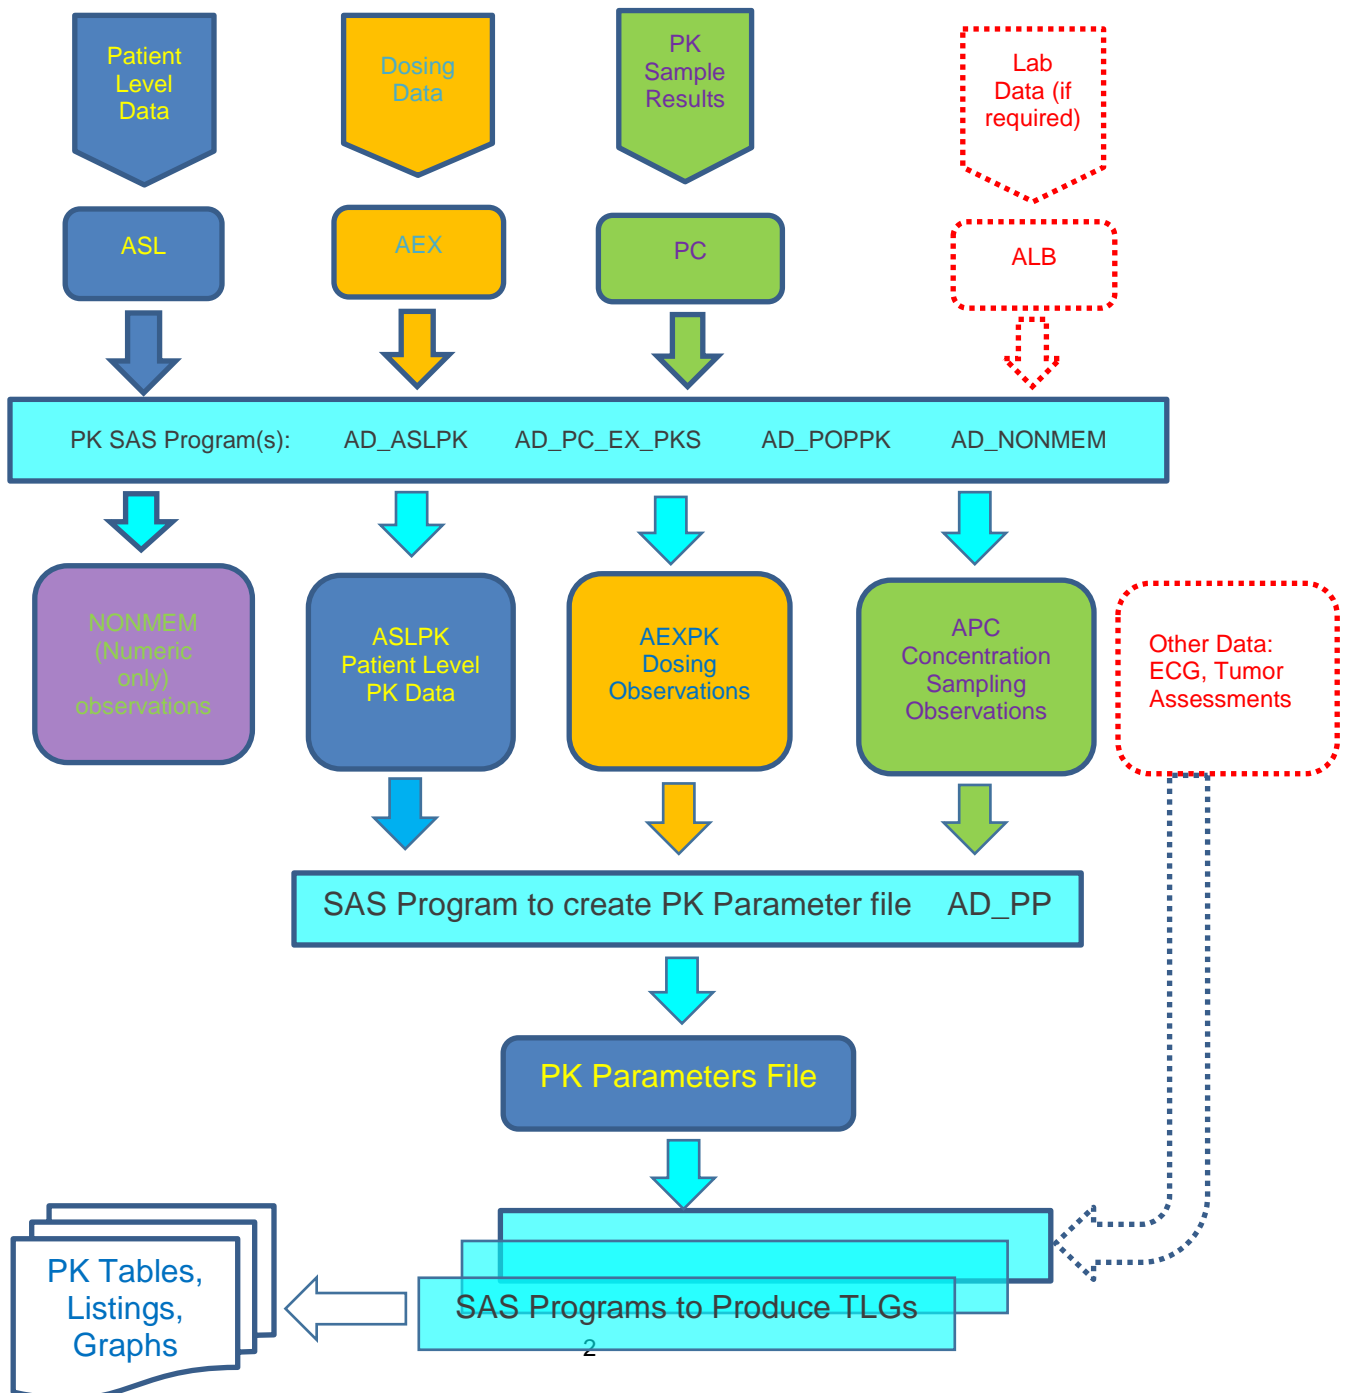 Patient
Level
Data
Dosing
Data
PK
Sample
Results
Lab
Data (if
required)
ASL
AEX
PC
ALB
PK SAS Program(s): AD_ASLPK AD_PC_EX_PKS AD_POPPK AD_NONMEM
NONMEM
(Numeric
only)
observations
ASLPK
Patient Level
PK Data
AEXPK
Dosing
Observations
APC
Concentration
Sampling
Observations
Other Data:
ECG, Tumor
Assessments
SAS Program to create PK Parameter file AD_PP
PK Parameters File
PK Tables,
Listings,
Graphs
SAS Programs to Produce TLGs
2